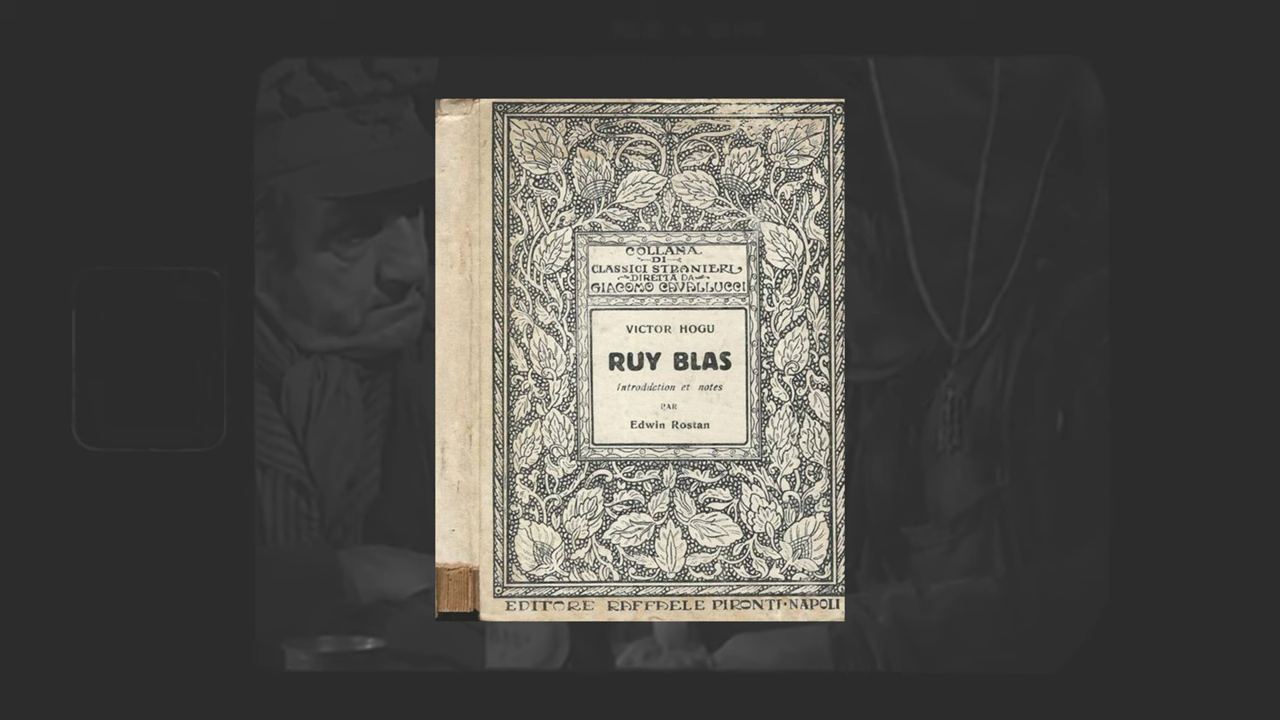 COLLANA
DI
CLASSICI STRANIERI
DIRETTA DA
GIACOMO CAVALLUCCI
VICTOR HOGU
RUY BLAS
Introduction et notes
PAR
Edwin Rostan
EDITORE RAFFAELE PIRONTI·NAPOLI